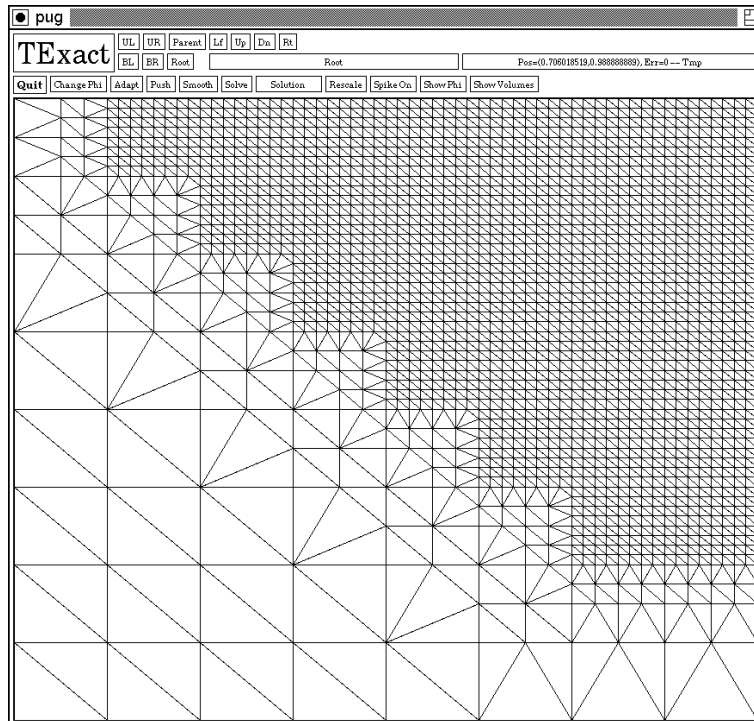 pug
TExact
UL UR Parent Lf Up Dn Rt
BL BR Root Root Pos=(0.706018519,0.988888889), Err=0 -- Tmp
Quit Change Phi Adapt Push Smooth Solve Solution Rescale Spike On Show Phi Show Volumes